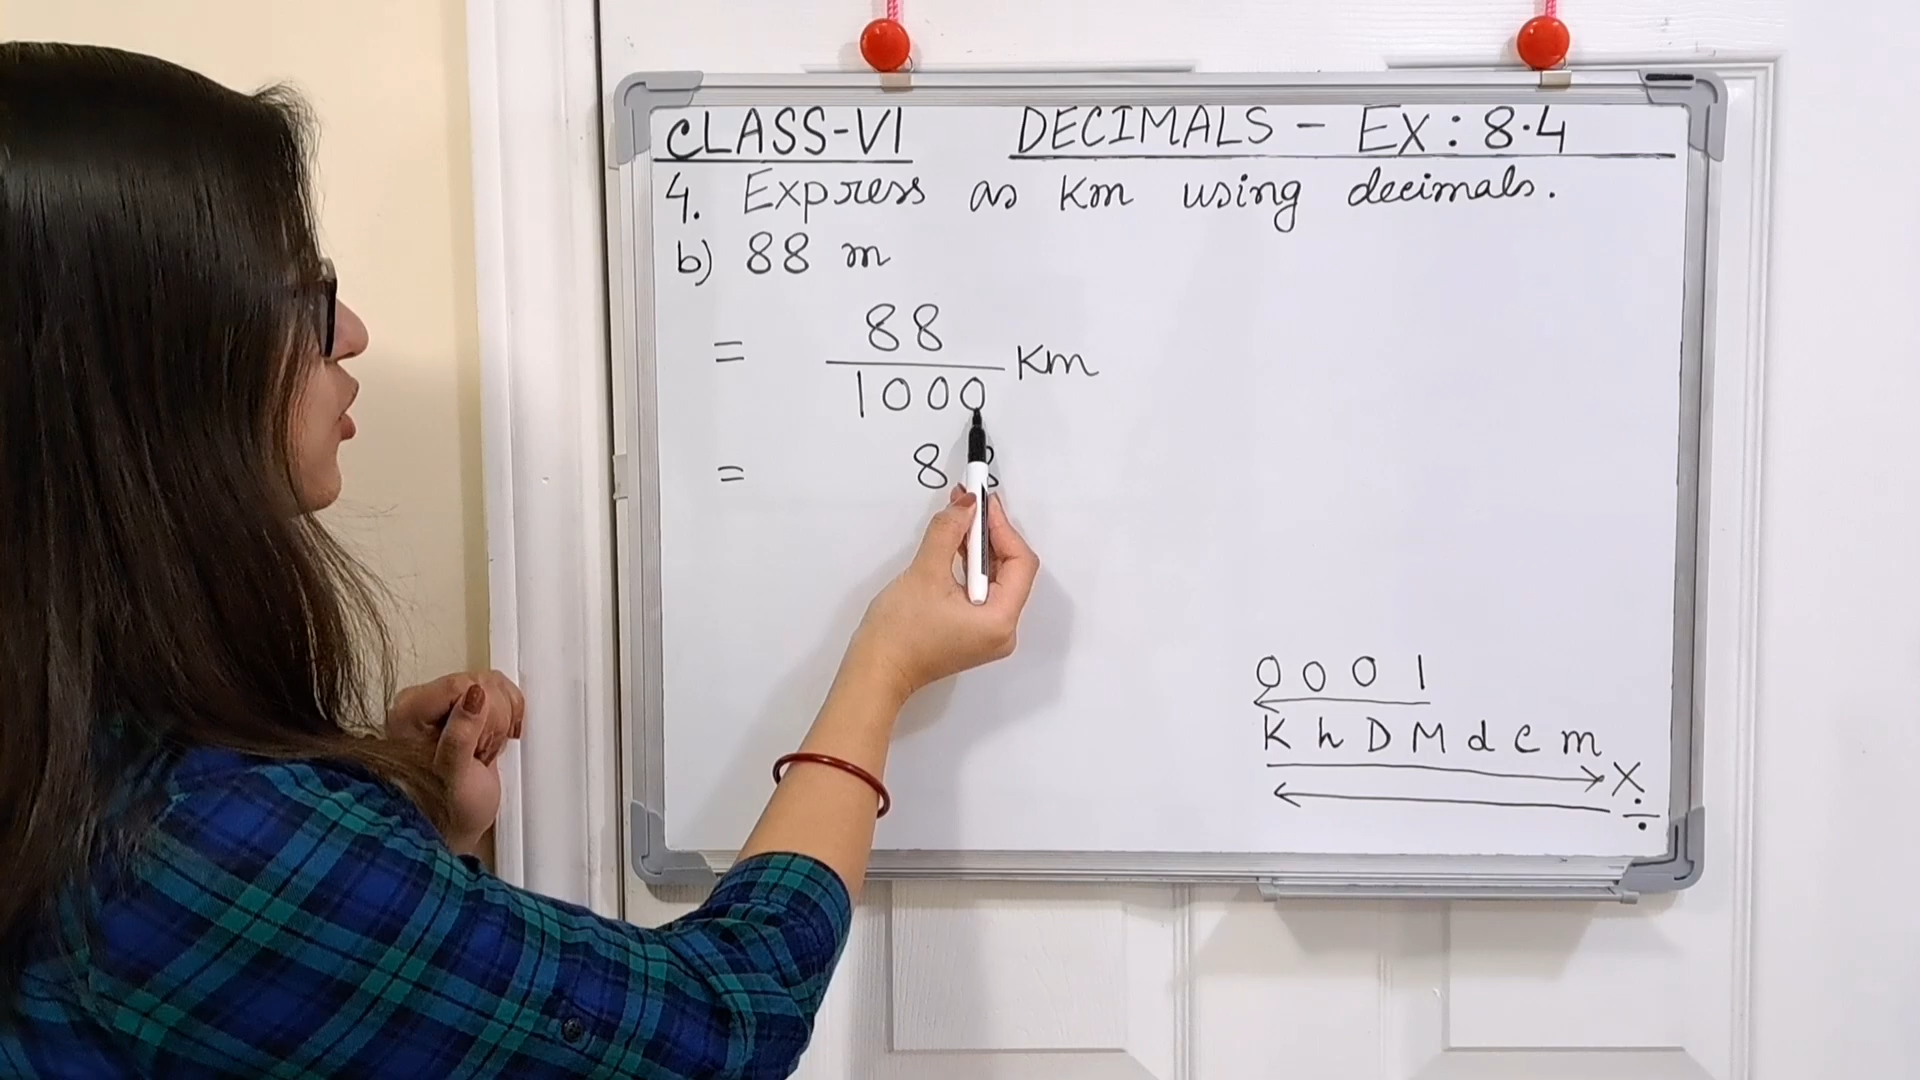 CLASS-VI DECIMALS - EX: 8.4
4. Express as Km using decimals.
b) 88 m
= 88
1000 Km
= 88
0 0 0 1
K h D M d c m
X
÷